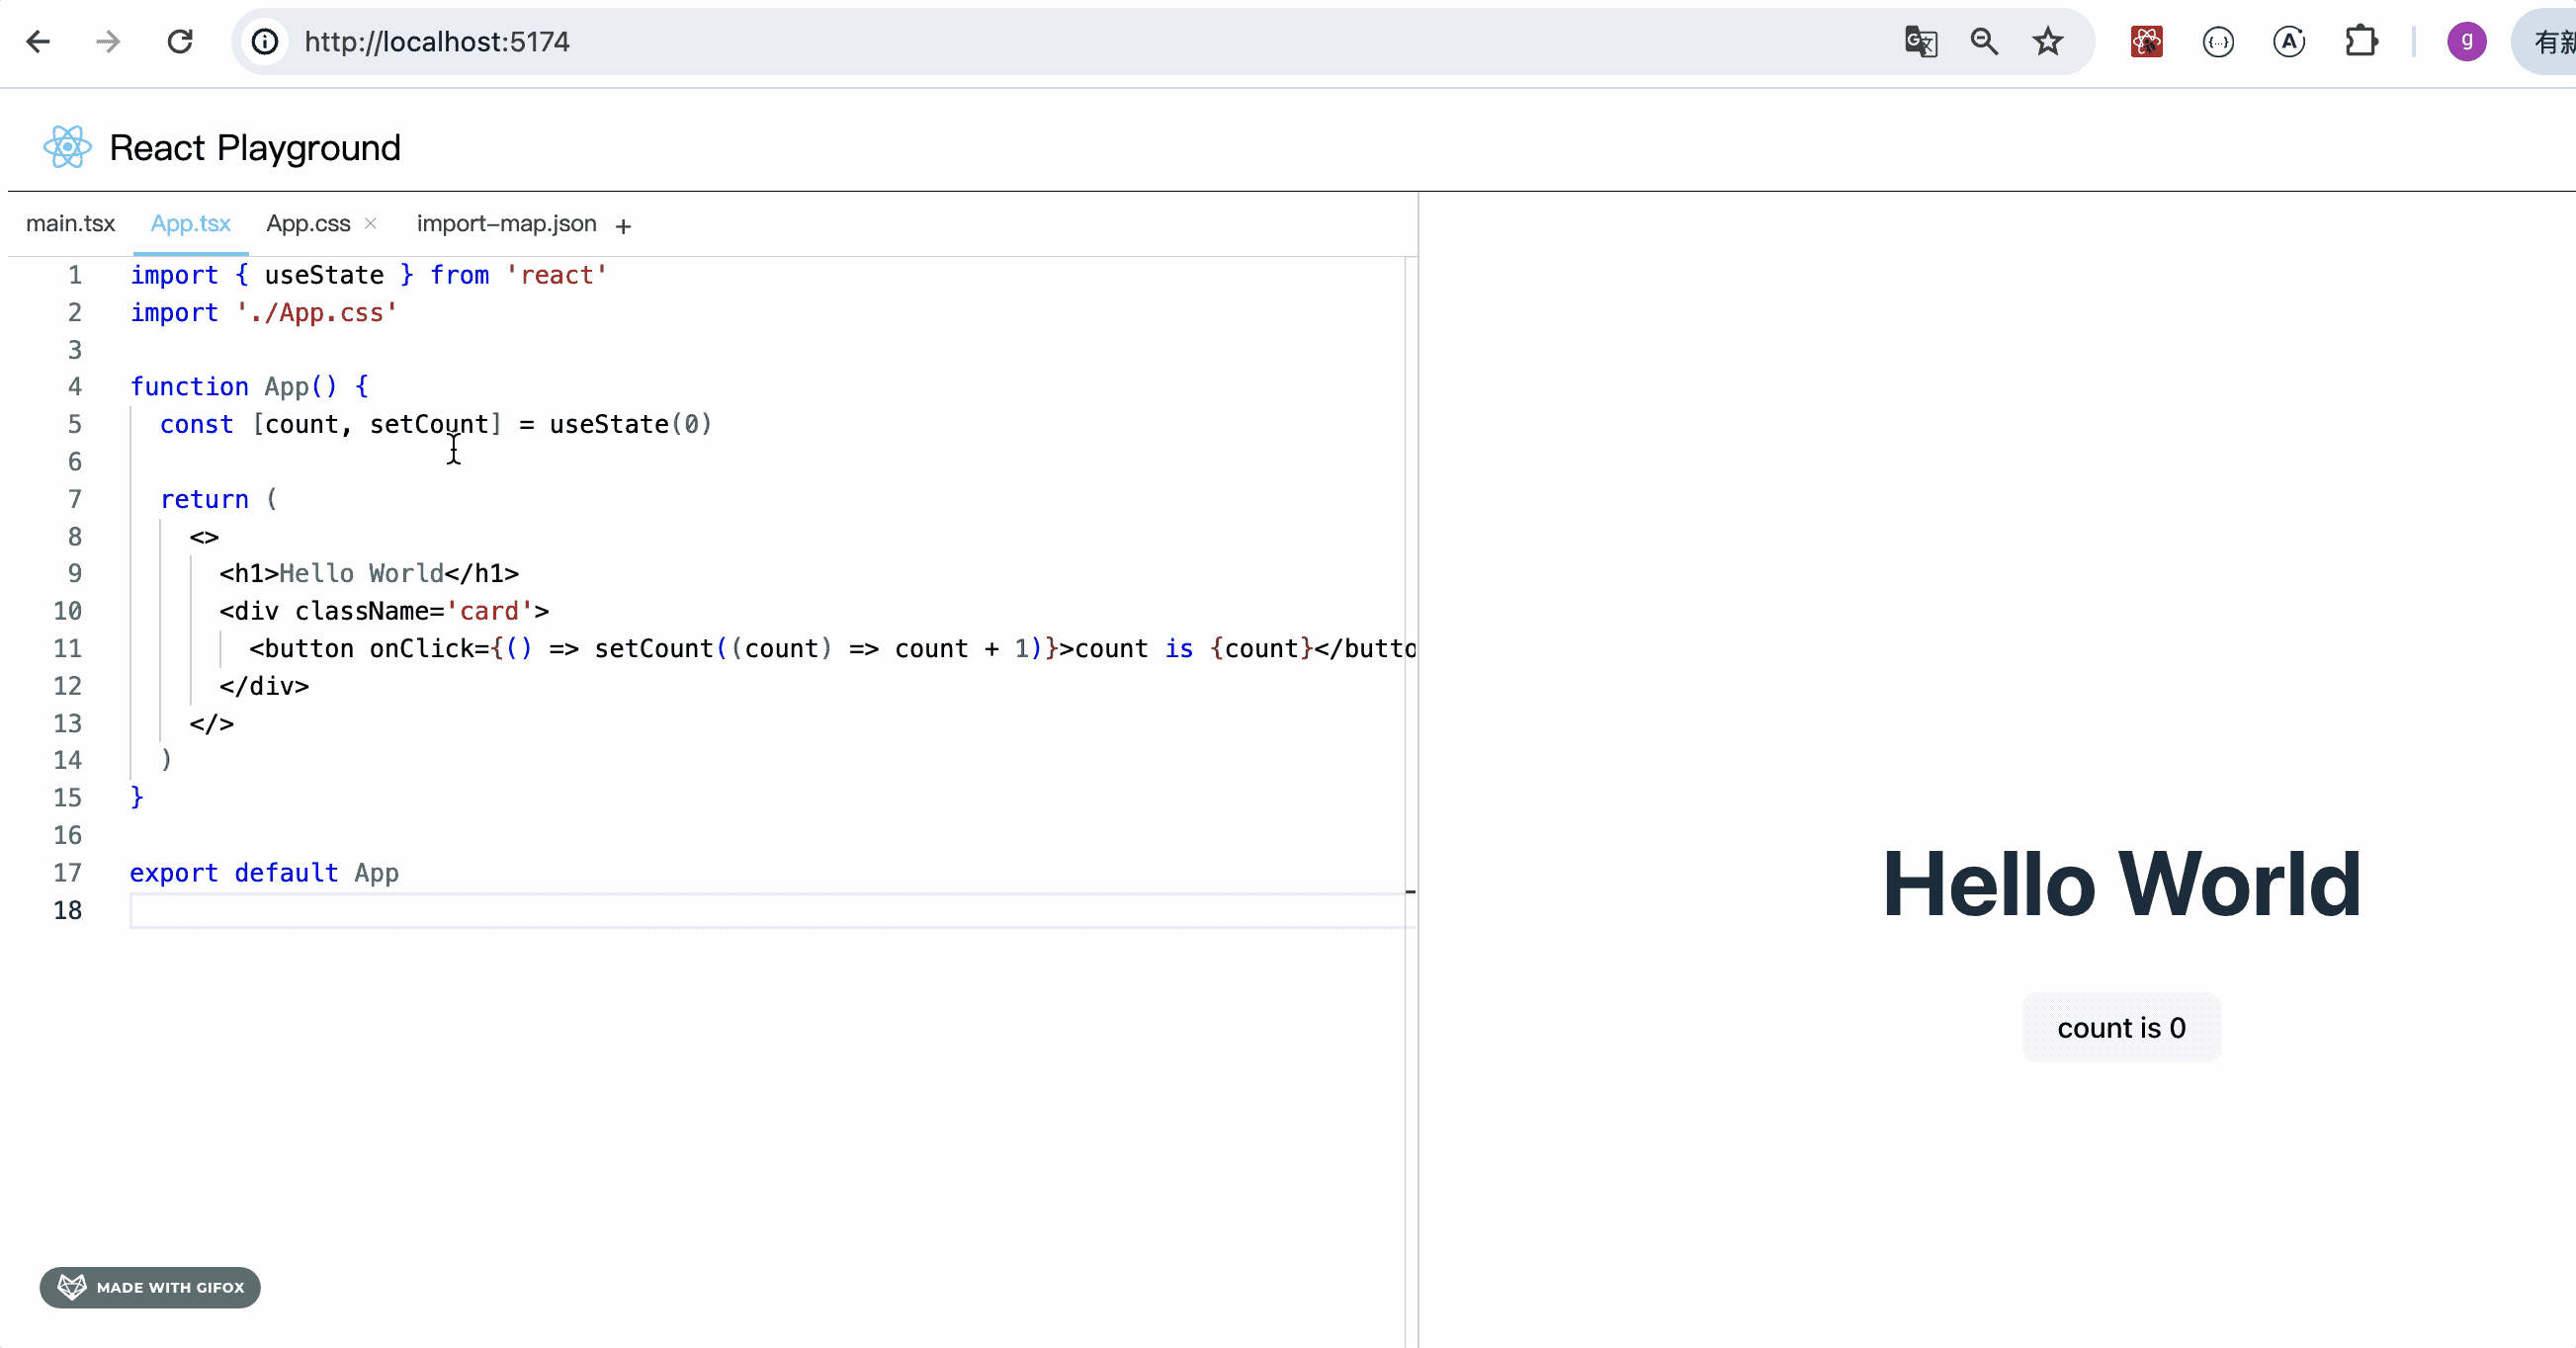 http://localhost:5174
g
有新
React Playground
main.tsx App.tsx App.css × import-map.json +
1 import { useState } from 'react'
2 import './App.css'
3
4 function App() {
5 const [count, setCount] = useState(0)
6
7 return (
8 <>
9 <h1>Hello World</h1>
10 <div className='card'>
11 <button onClick={() => setCount((count) => count + 1)}>count is {count}</butto
12 </div>
13 </>
14 )
15 }
16
17 export default App
18
Hello World
count is 0
MADE WITH GIFOX